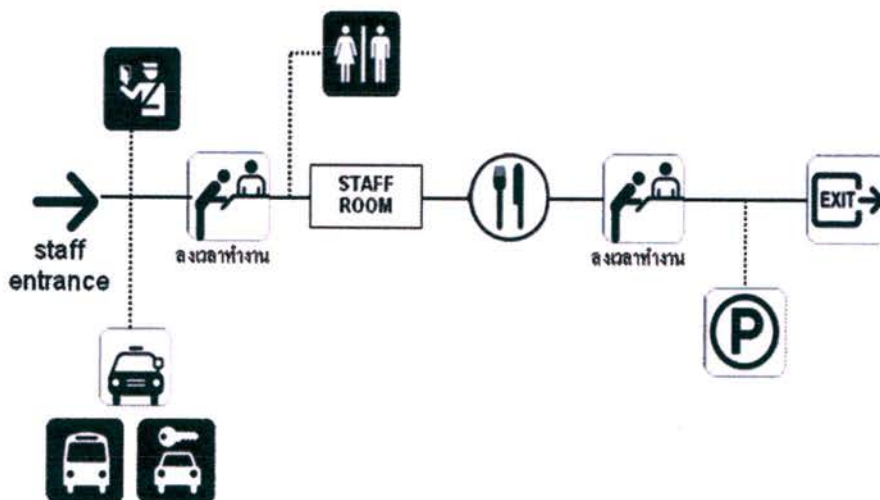 staff
entrance
ลงเวลาทำงาน
STAFF
ROOM
ลงเวลาทำงาน
EXIT
P